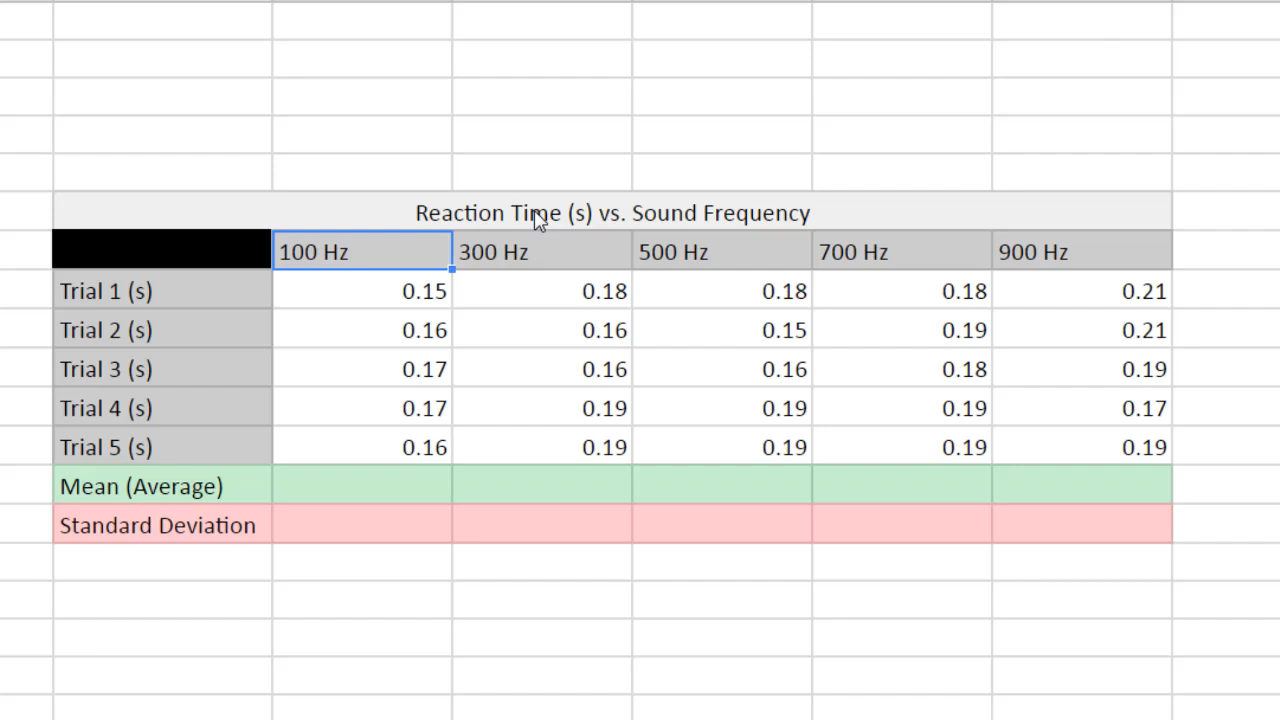 Reaction Time (s) vs. Sound Frequency
100 Hz 300 Hz 500 Hz 700 Hz 900 Hz
Trial 1 (s) 0.15 0.18 0.18 0.18 0.21
Trial 2 (s) 0.16 0.16 0.15 0.19 0.21
Trial 3 (s) 0.17 0.16 0.16 0.18 0.19
Trial 4 (s) 0.17 0.19 0.19 0.19 0.17
Trial 5 (s) 0.16 0.19 0.19 0.19 0.19
Mean (Average)
Standard Deviation